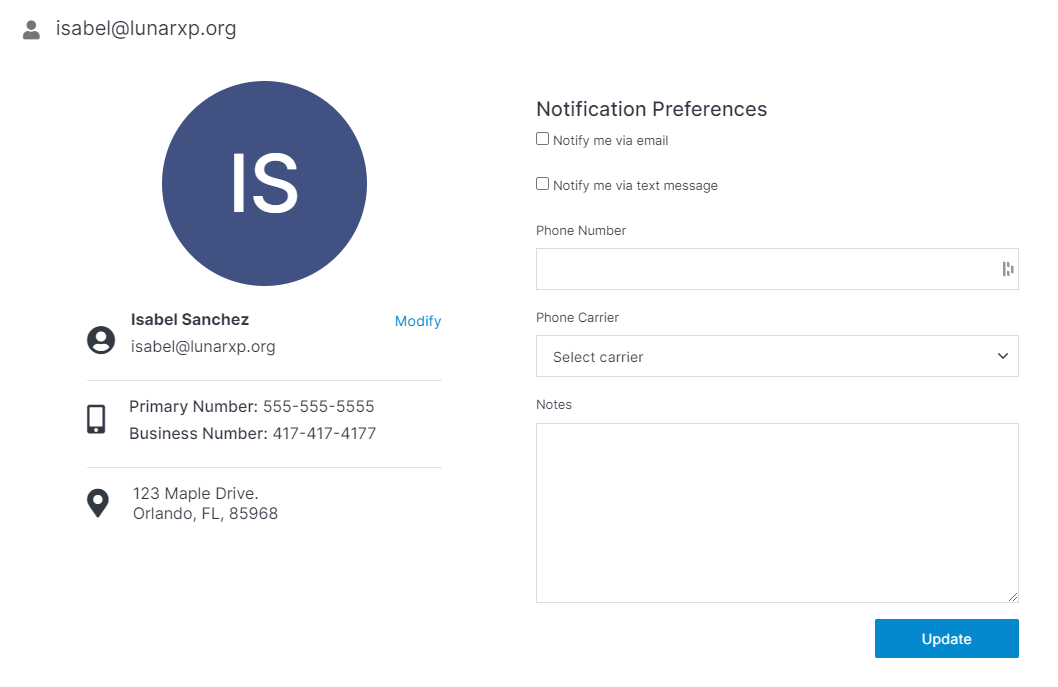 isabel@lunarxp.org
IS
Isabel Sanchez
Modify
isabel@lunarxp.org
Primary Number: 555-555-5555
Business Number: 417-417-4177
123 Maple Drive.
Orlando, FL, 85968
Notification Preferences
Notify me via email
Notify me via text message
Phone Number
Phone Carrier
Select carrier
Notes
Update